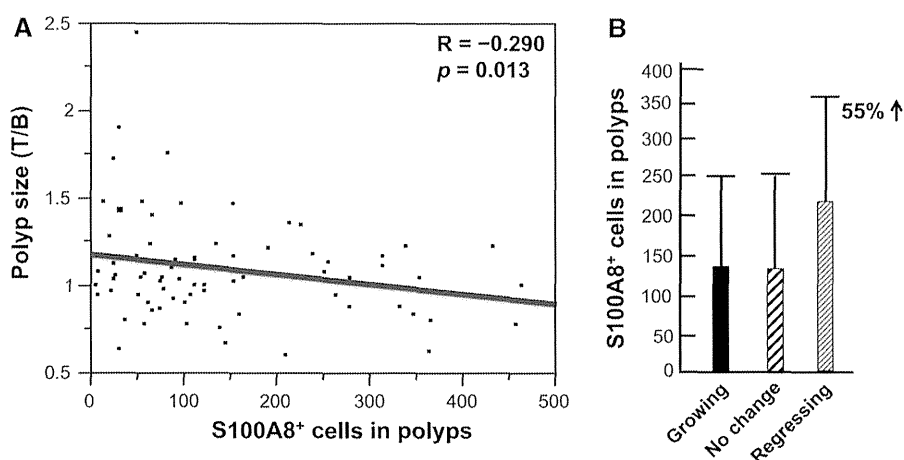 A
R = −0.290
p = 0.013
Polyp size (T/B)
2.5
2
1.5
1
0.5
0
100
200
300
400
500
S100A8⁺ cells in polyps
B
S100A8⁺ cells in polyps
400
350
300
250
200
150
100
50
0
55% ↑
Growing
No change
Regressing